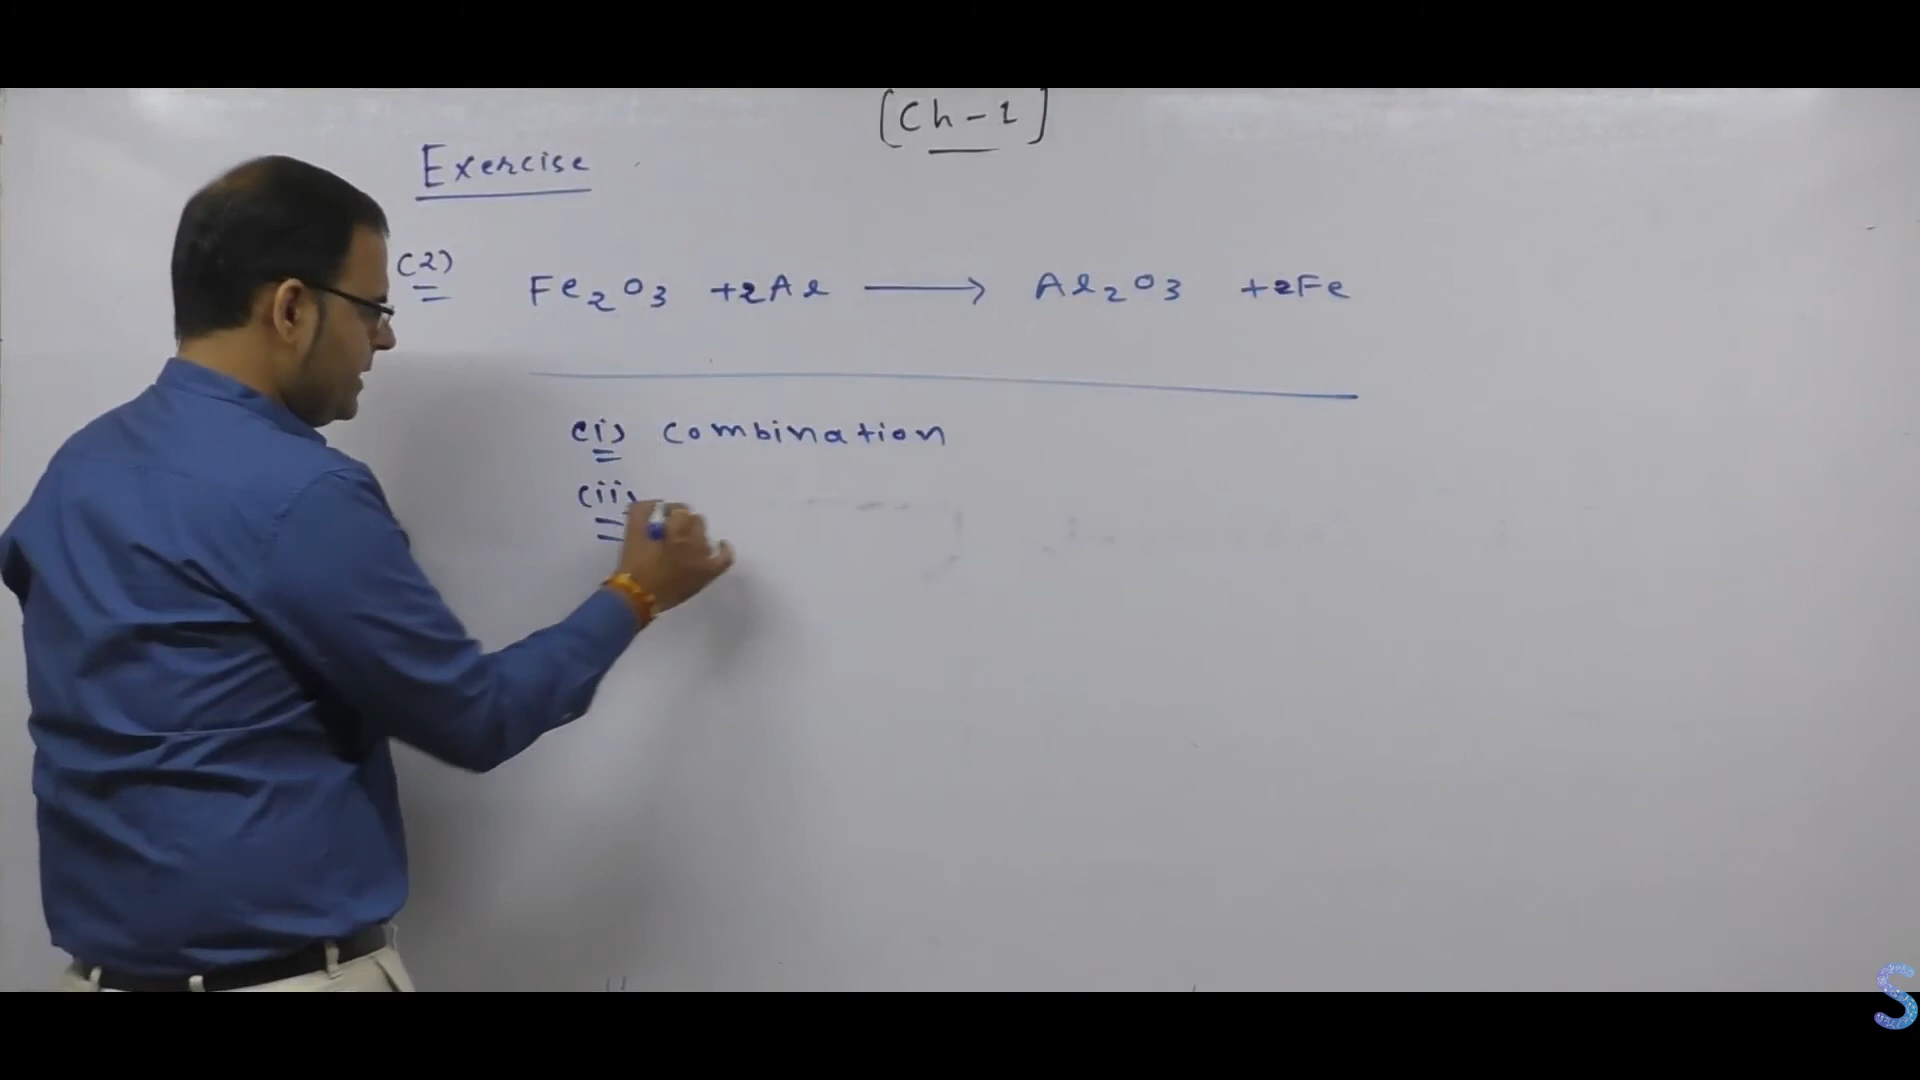 [Ch-1]
Exercise
(2) Fe2O3 +2Al ⟶ Al2O3 +2Fe
(i) combination
(ii)
S